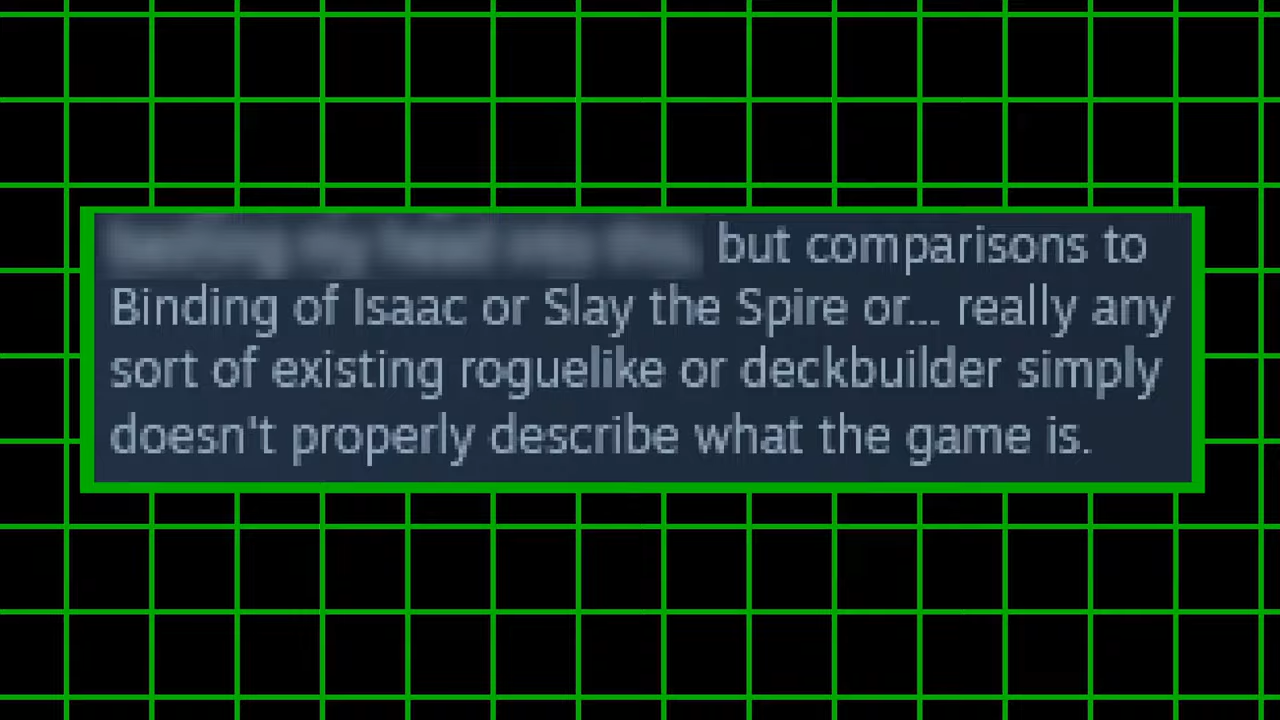 but comparisons to
Binding of Isaac or Slay the Spire or... really any
sort of existing roguelike or deckbuilder simply
doesn't properly describe what the game is.